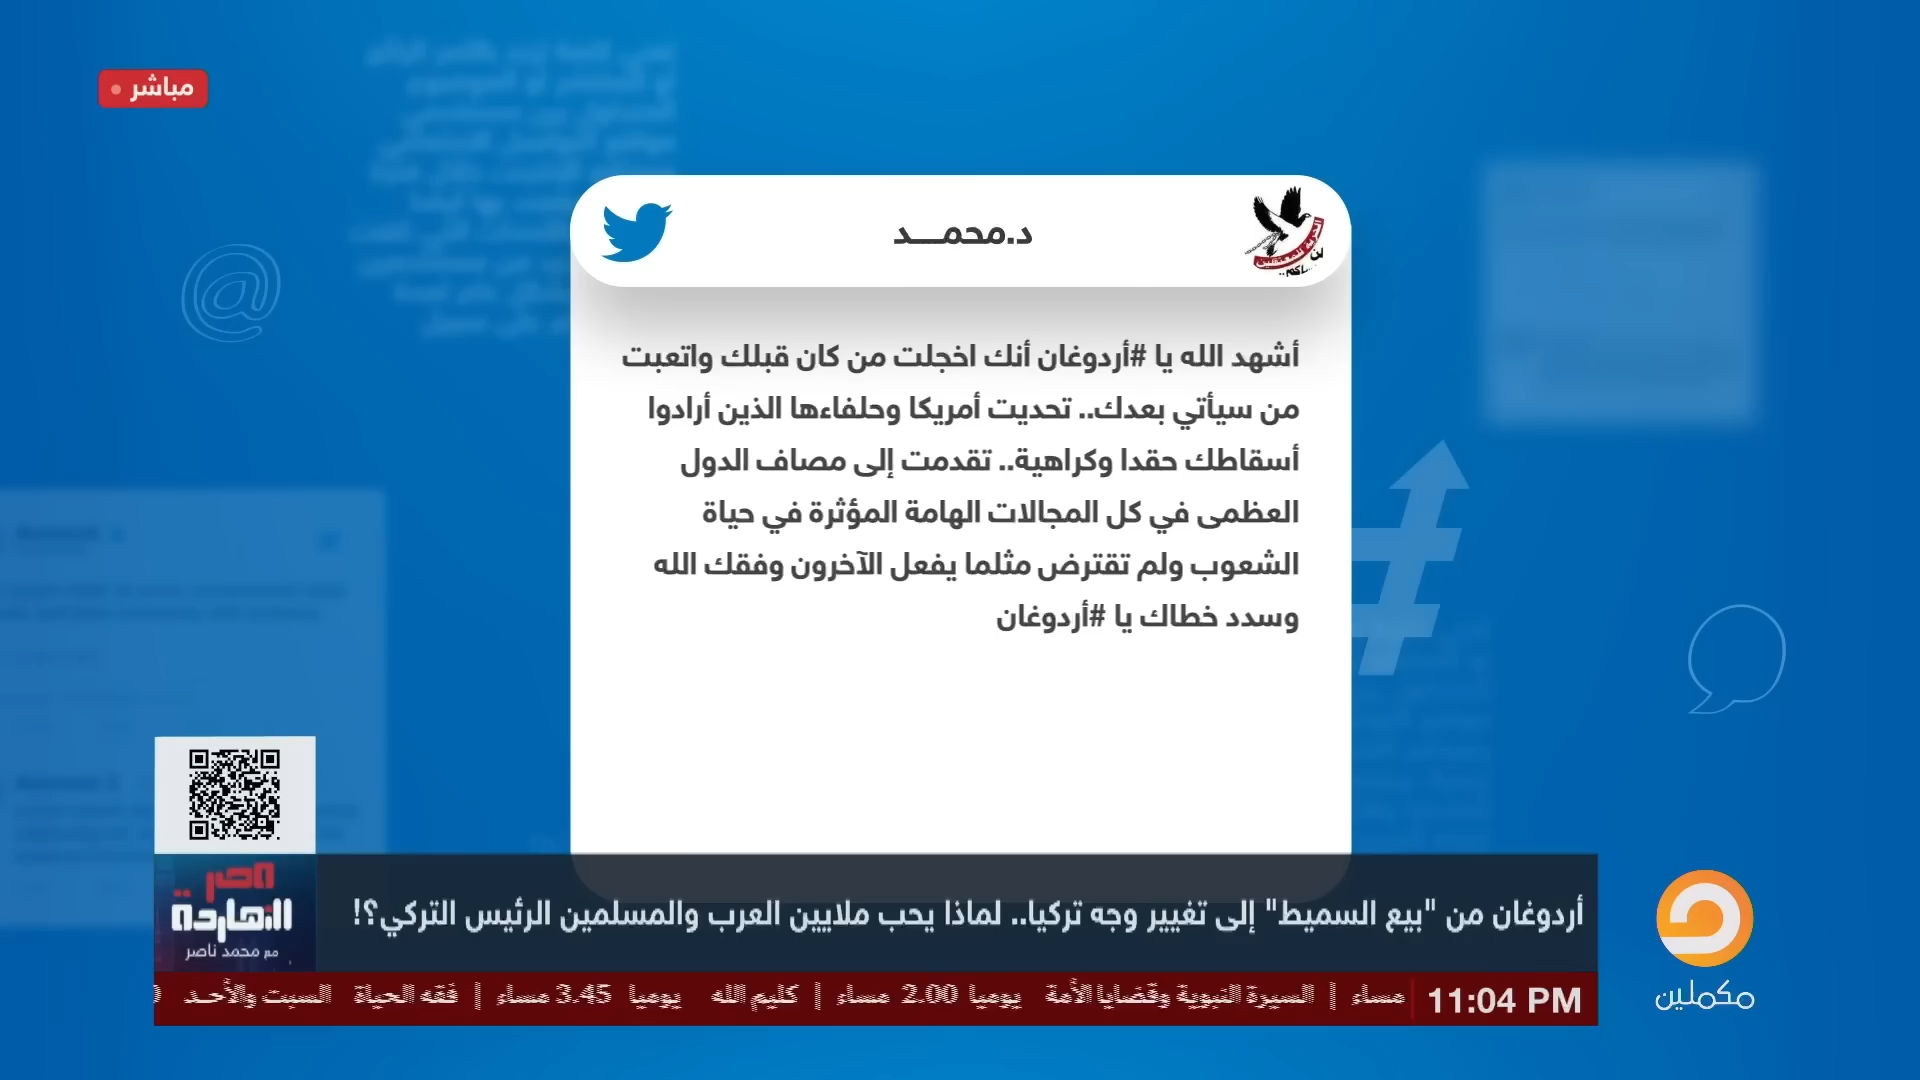 مباشر
د.محمـــد
الحرية للمعتقلين
أشهد الله يا #أردوغان أنك اخجلت من كان قبلك واتعبت
من سيأتي بعدك.. تحديت أمريكا وحلفاءها الذين أرادوا
أسقاطك حقدا وكراهية.. تقدمت إلى مصاف الدول
العظمى في كل المجالات الهامة المؤثرة في حياة
الشعوب ولم تقترض مثلما يفعل الآخرون وفقك الله
وسدد خطاك يا #أردوغان
أردوغان من "بيع السميط" إلى تغيير وجه تركيا.. لماذا يحب ملايين العرب والمسلمين الرئيس التركي؟!
مصر
النهاردة
مع محمد ناصر
11:04 PM
مساء | السيرة النبوية وقضايا الأمة يوميا 2.00 مساء | كليم الله يوميا 3.45 مساء | فقه الحياة السبت والأحد
مكملين